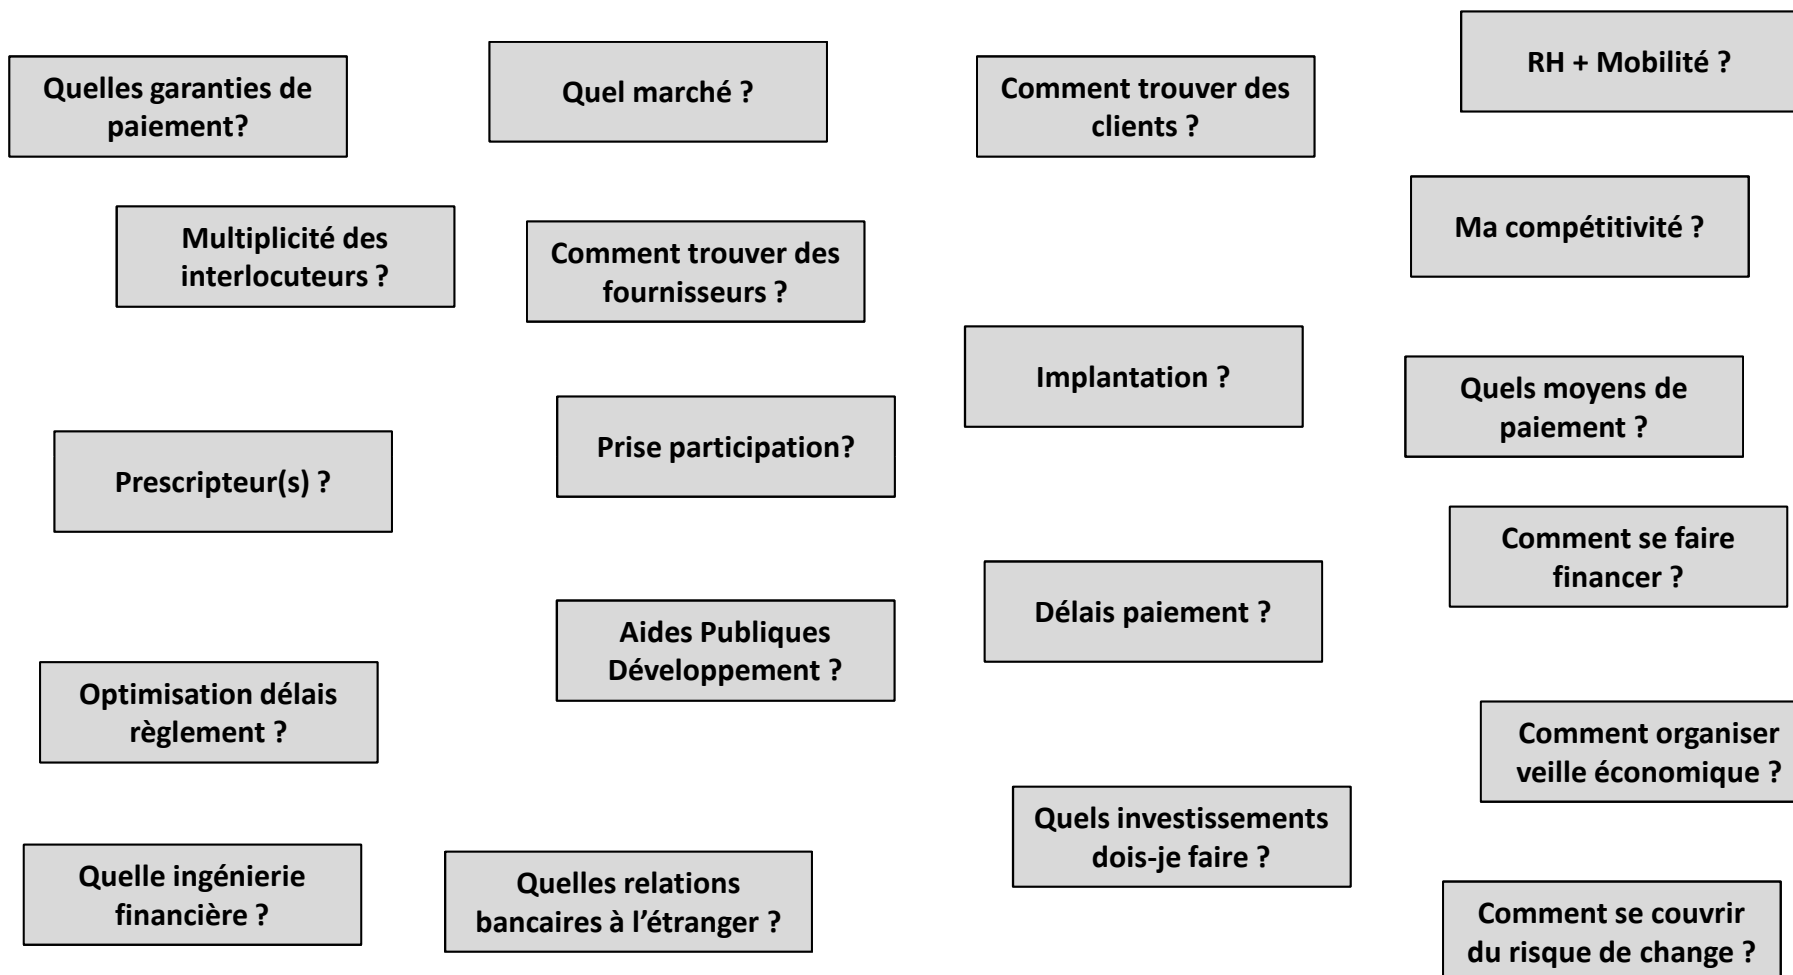 Quelles garanties de
paiement?
Quel marché ?
Comment trouver des
clients ?
RH + Mobilité ?
Multiplicité des
interlocuteurs ?
Comment trouver des
fournisseurs ?
Ma compétitivité ?
Implantation ?
Quels moyens de
paiement ?
Prescripteur(s) ?
Prise participation?
Comment se faire
financer ?
Aides Publiques
Développement ?
Délais paiement ?
Optimisation délais
règlement ?
Comment organiser
veille économique ?
Quels investissements
dois-je faire ?
Quelle ingénierie
financière ?
Quelles relations
bancaires à l’étranger ?
Comment se couvrir
du risque de change ?